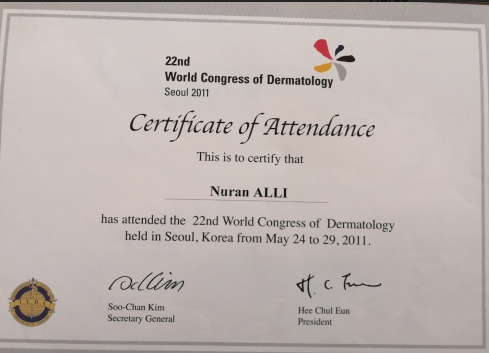 22nd
World Congress of Dermatology
Seoul 2011
Certificate of Attendance
This is to certify that
Nuran ALLI
has attended the 22nd World Congress of Dermatology
held in Seoul, Korea from May 24 to 29, 2011.
Soo-Chan Kim
Secretary General
H. C. Eun
Hee Chul Eun
President